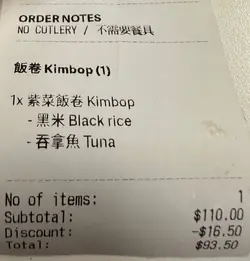 ORDER NOTES
NO CUTLERY / 不需要餐具
飯卷 Kimbop (1)
1x 紫菜飯卷 Kimbop
- 黑米 Black rice
- 吞拿魚 Tuna
No of items: 1
Subtotal: $110.00
Discount: -$16.50
Total: $93.50